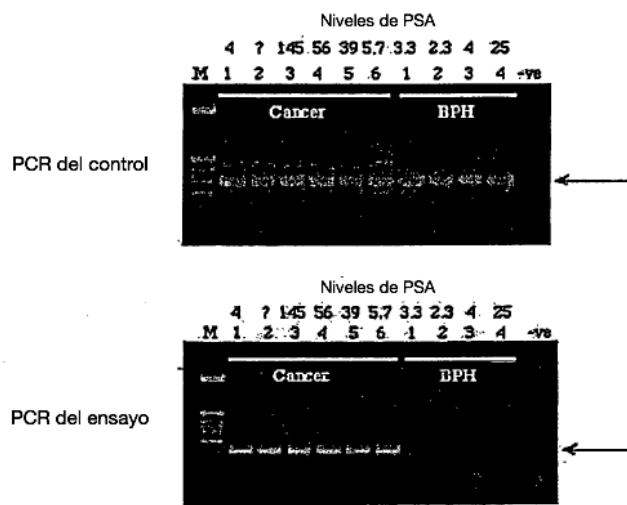 Niveles de PSA
4 ? 145 56 39 5,7 3.3 2.3 4 25
M 1 2 3 4 5 6 1 2 3 4 -ve
Cancer BPH
PCR del control
Niveles de PSA
4 ? 145 56 39 5,7 3.3 2.3 4 25
M 1 2 3 4 5 6 1 2 3 4 -ve
Cancer BPH
PCR del ensayo